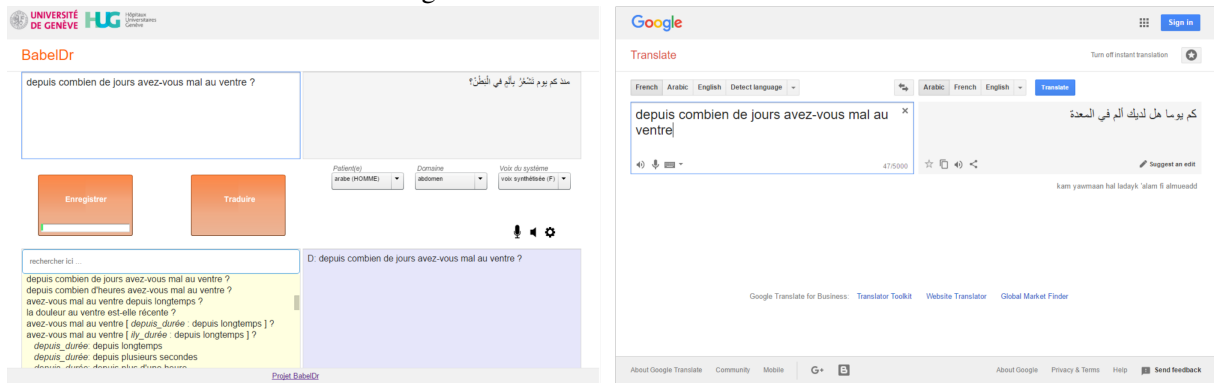 UNIVERSITÉ
DE GENÈVE
HUG
Hôpitaux
Universitaires
Genève
BabelDr
depuis combien de jours avez-vous mal au ventre ?
منذ كم يوم تَشْعُرُ بِألَمٍ في الْبَطْنْ؟
Patient(e)
Domaine
Voix du système
arabe (HOMME)
abdomen
voix synthétisée (F)
Enregistrer
Traduire
rechercher ici ...
depuis combien de jours avez-vous mal au ventre ?
depuis combien d'heures avez-vous mal au ventre ?
avez-vous mal au ventre depuis longtemps ?
la douleur au ventre est-elle récente ?
avez-vous mal au ventre [ depuis_durée : depuis longtemps ] ?
avez-vous mal au ventre [ ily_durée : depuis longtemps ] ?
depuis_durée: depuis longtemps
depuis_durée: depuis plusieurs secondes
depuis_durée: depuis plus d'une heure
D: depuis combien de jours avez-vous mal au ventre ?
Projet BabelDr
Google
Sign in
Translate
Turn off instant translation
French Arabic English Detect language
Arabic French English
Translate
depuis combien de jours avez-vous mal au
ventre
47/5000
كم يوما هل لديك ألم في المعدة
Suggest an edit
kam yawmaan hal ladayk 'alam fi almueadd
Google Translate for Business: Translator Toolkit Website Translator Global Market Finder
About Google Translate Community Mobile G+ B About Google Privacy & Terms Help Send feedback